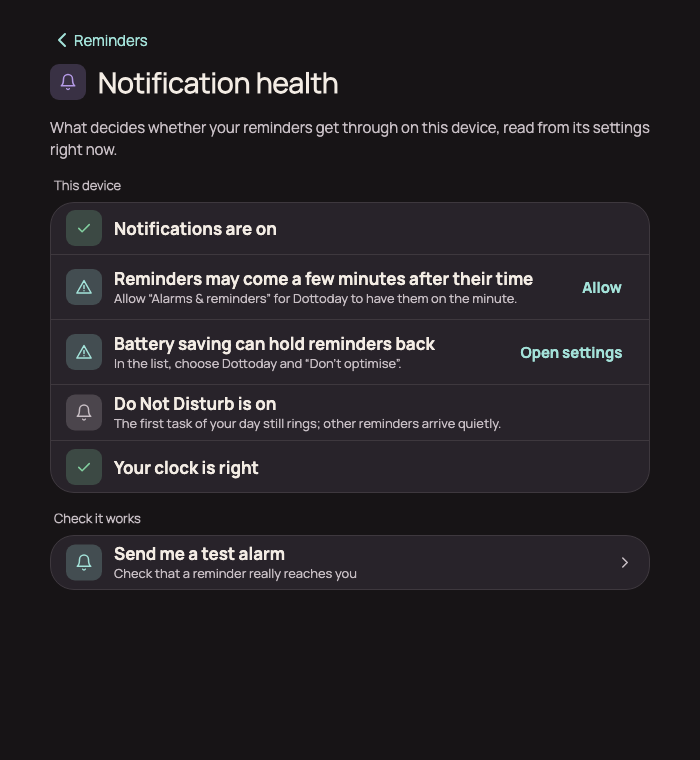 Reminders
Notification health
What decides whether your reminders get through on this device, read from its settings
right now.
This device
Notifications are on
Reminders may come a few minutes after their time
Allow “Alarms & reminders” for Dottoday to have them on the minute.
Allow
Battery saving can hold reminders back
In the list, choose Dottoday and “Don’t optimise”.
Open settings
Do Not Disturb is on
The first task of your day still rings; other reminders arrive quietly.
Your clock is right
Check it works
Send me a test alarm
Check that a reminder really reaches you